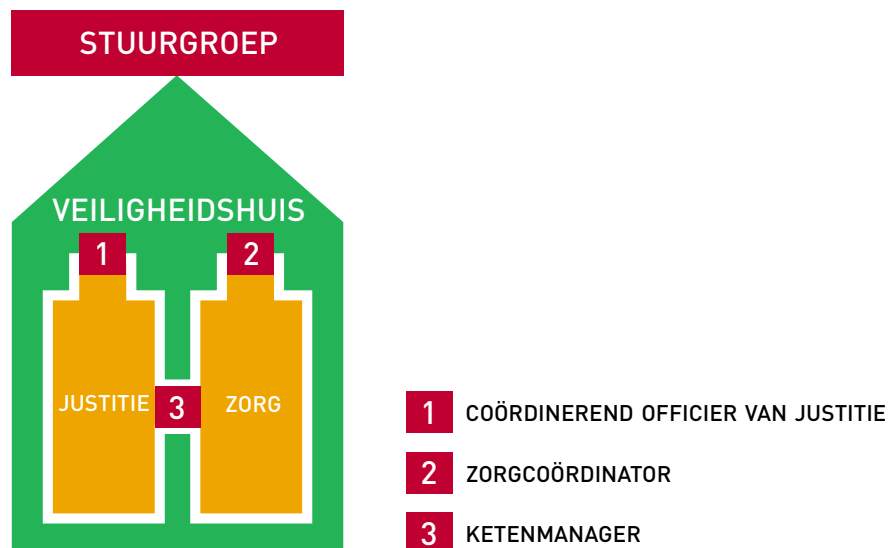 STUURGROEP
VEILIGHEIDSHUIS
1 2
JUSTITIE 3 ZORG
1 COÖRDINEREND OFFICIER VAN JUSTITIE
2 ZORGCOÖRDINATOR
3 KETENMANAGER